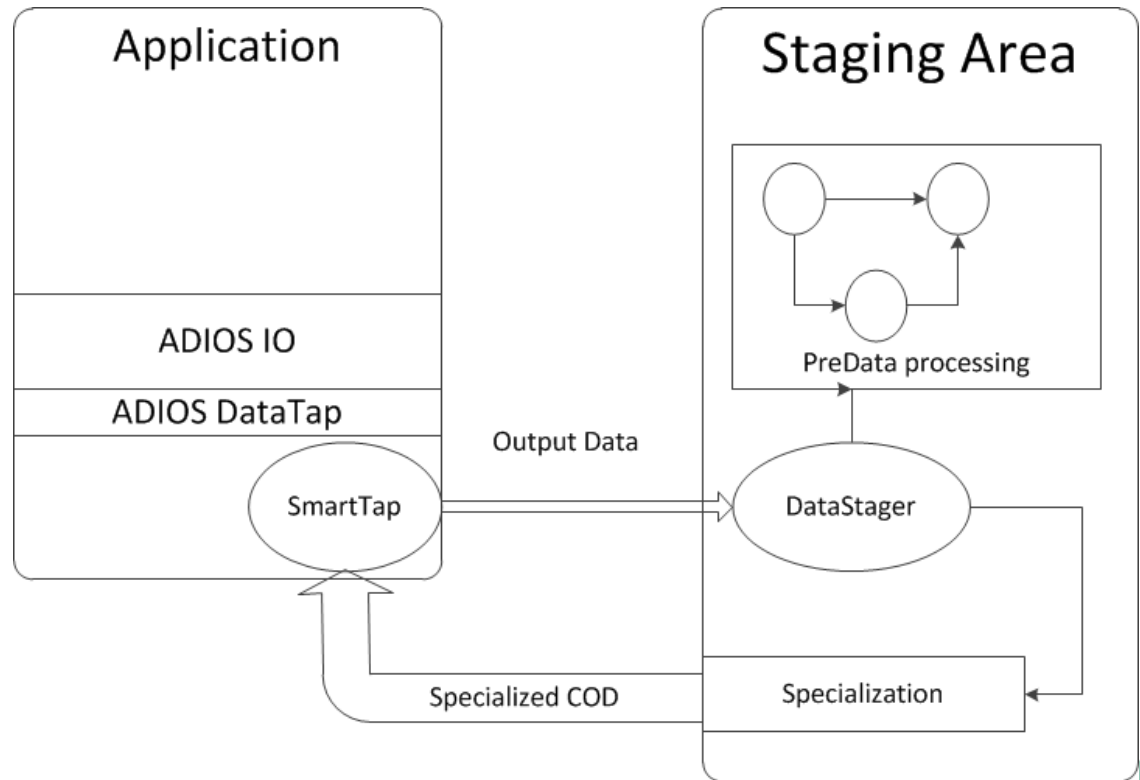 Application
Staging Area
PreData processing
ADIOS IO
ADIOS DataTap
Output Data
SmartTap
DataStager
Specialized COD
Specialization